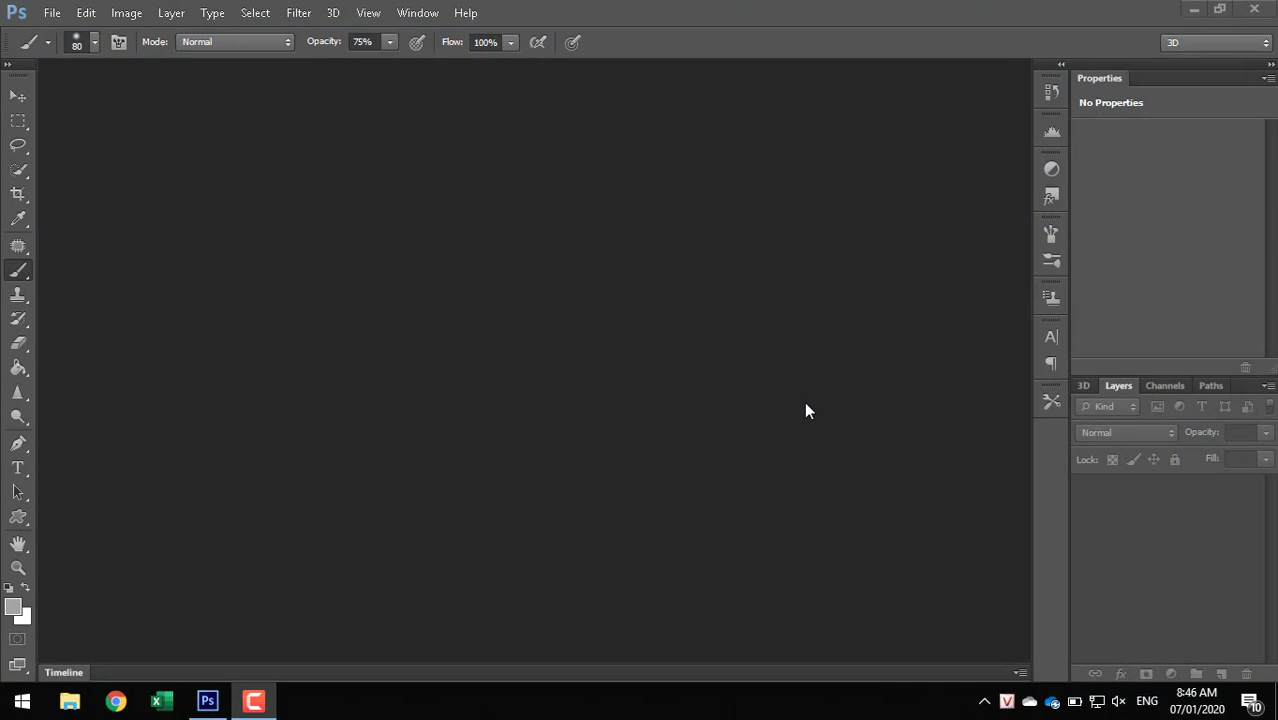 Ps File Edit Image Layer Type Select Filter 3D View Window Help
80 Mode: Normal Opacity: 75% Flow: 100% 3D
Properties
No Properties
3D Layers Channels Paths
Kind
Normal Opacity:
Lock: Fill:
Timeline
Ps ENG 8:46 AM
07/01/2020 10